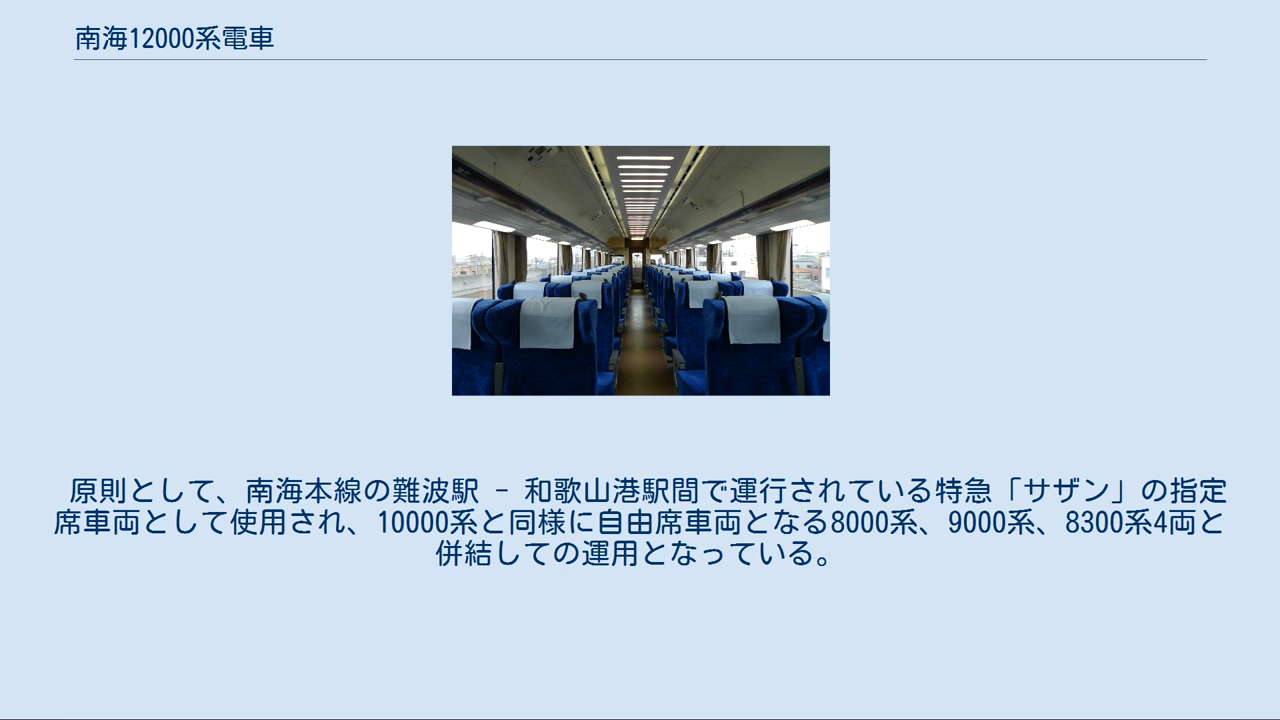 南海12000系電車
原則として、南海本線の難波駅 - 和歌山港駅間で運行されている特急「サザン」の指定
席車両として使用され、10000系と同様に自由席車両となる8000系、9000系、8300系4両と
併結しての運用となっている。